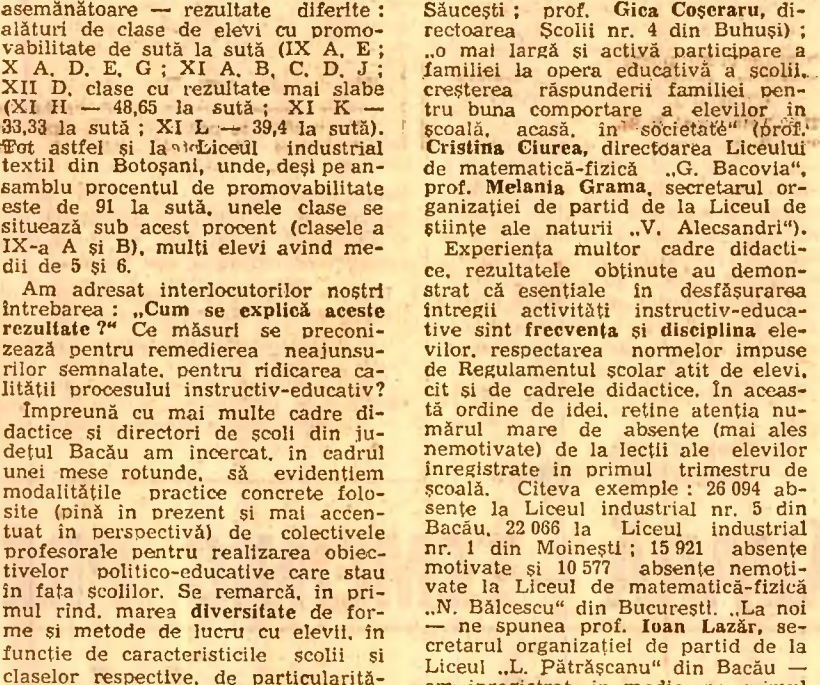 asemănătoare — rezultate diferite :
alături de clase de elevi cu promo-
vabilitate de sută la sută (IX A, E ;
X A, D, E, G ; XI A, B, C, D, J ;
XII D, clase cu rezultate mai slabe
(XI H — 48,65 la sută ; XI K —
33,33 la sută ; XI L — 39,4 la sută).
Tot astfel și la Liceul industrial
textil din Botoșani, unde, deși pe an-
samblu procentul de promovabilitate
este de 91 la sută, unele clase se
situează sub acest procent (clasele a
IX-a A și B), mulți elevi avind me-
dii de 5 și 6.
Am adresat interlocutorilor noștri
întrebarea : „Cum se explică aceste
rezultate ?“ Ce măsuri se preconi-
zează pentru remedierea neajunsu-
rilor semnalate, pentru ridicarea ca-
lității procesului instructiv-educativ?
Împreună cu mai multe cadre di-
dactice și directori de școli din ju-
dețul Bacău am incercat, in cadrul
unei mese rotunde, să evidențiem
modalitățile practice concrete folo-
site (pină in prezent și mai accen-
tuat în perspectivă) de colectivele
profesorale pentru realizarea obiec-
tivelor politico-educative care stau
în fața școlilor. Se remarcă, în pri-
mul rind, marea diversitate de for-
me și metode de lucru cu elevii, în
funcție de caracteristicile școlii și
claselor respective, de particularită-
Săucești ; prof. Gica Coșeraru, di-
rectoarea Școlii nr. 4 din Buhuși) ;
„o mai largă și activă participare a
familiei la opera educativă a școlii,
creșterea răspunderii familiei pen-
tru buna comportare a elevilor în
școală, acasă, în societate“ (prof.
Cristina Ciurea, directoarea Liceului
de matematică-fizică „G. Bacovia“,
prof. Melania Grama, secretarul or-
ganizației de partid de la Liceul de
științe ale naturii „V. Alecsandri“).
Experiența multor cadre didacti-
ce, rezultatele obținute au demon-
strat că esențiale în desfășurarea
întregii activități instructiv-educa-
tive sint frecvența și disciplina ele-
vilor, respectarea normelor impuse
de Regulamentul școlar atit de elevi,
cit și de cadrele didactice. În aceas-
tă ordine de idei, reține atenția nu-
mărul mare de absențe (mai ales
nemotivate) de la lecții ale elevilor
înregistrate in primul trimestru de
școală. Citeva exemple : 26 094 ab-
sențe la Liceul industrial nr. 5 din
Bacău, 22 066 la Liceul industrial
nr. 1 din Moinești ; 15 921 absențe
motivate și 10 577 absențe nemoti-
vate la Liceul de matematică-fizică
„N. Bălcescu“ din București. „La noi
— ne spunea prof. Ioan Lazăr, se-
cretarul organizației de partid de la
Liceul „L. Pătrășcanu“ din Bacău —